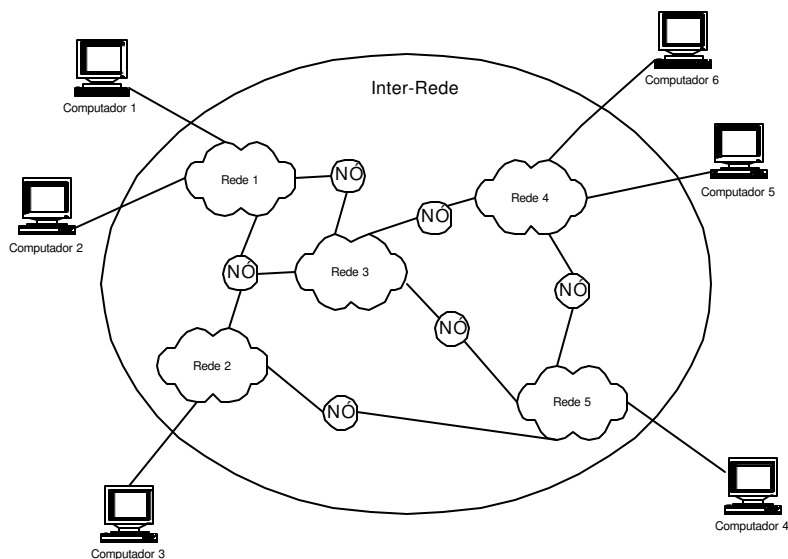 Computador 6
Inter-Rede
Computador 1
NÓ
Rede 1
Rede 4
Computador 5
NÓ
Computador 2
NÓ
Rede 3
NÓ
NÓ
Rede 2
Rede 5
NÓ
Computador 4
Computador 3